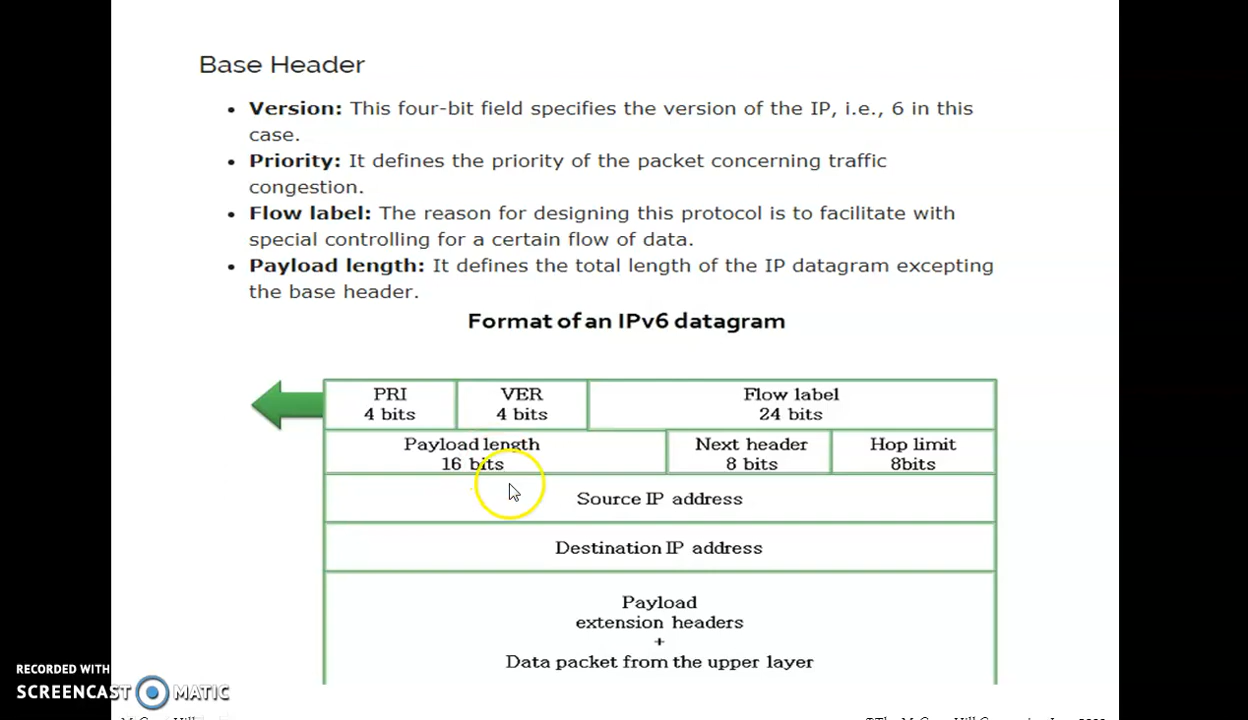 Base Header
• Version: This four-bit field specifies the version of the IP, i.e., 6 in this
case.
• Priority: It defines the priority of the packet concerning traffic
congestion.
• Flow label: The reason for designing this protocol is to facilitate with
special controlling for a certain flow of data.
• Payload length: It defines the total length of the IP datagram excepting
the base header.
Format of an IPv6 datagram
PRI VER Flow label
4 bits 4 bits 24 bits
Payload length Next header Hop limit
16 bits 8 bits 8bits
Source IP address
Destination IP address
Payload
extension headers
+
Data packet from the upper layer
RECORDED WITH
SCREENCAST MATIC